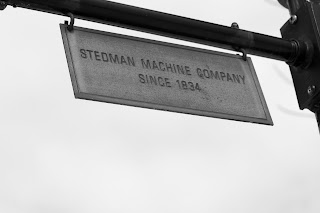 STEDMAN MACHINE COMPANY
SINCE 1834